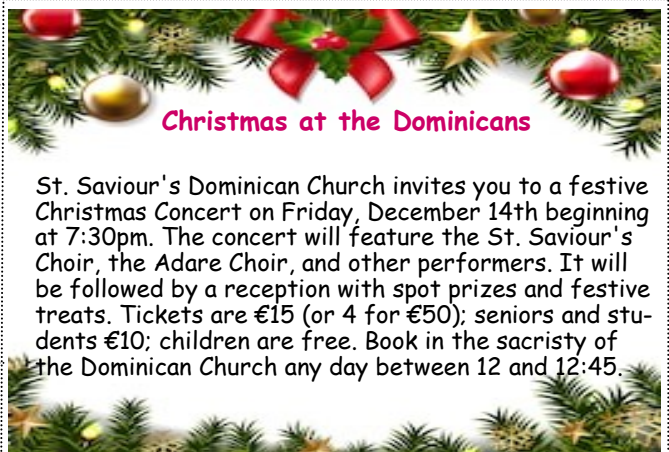 Christmas at the Dominicans
St. Saviour's Dominican Church invites you to a festive
Christmas Concert on Friday, December 14th beginning
at 7:30pm. The concert will feature the St. Saviour's
Choir, the Adare Choir, and other performers. It will
be followed by a reception with spot prizes and festive
treats. Tickets are €15 (or 4 for €50); seniors and stu-
dents €10; children are free. Book in the sacristy of
the Dominican Church any day between 12 and 12:45.